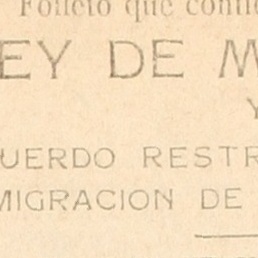 Folleto que contie
EY DE M
Y
UERDO RESTR
MIGRACION DE